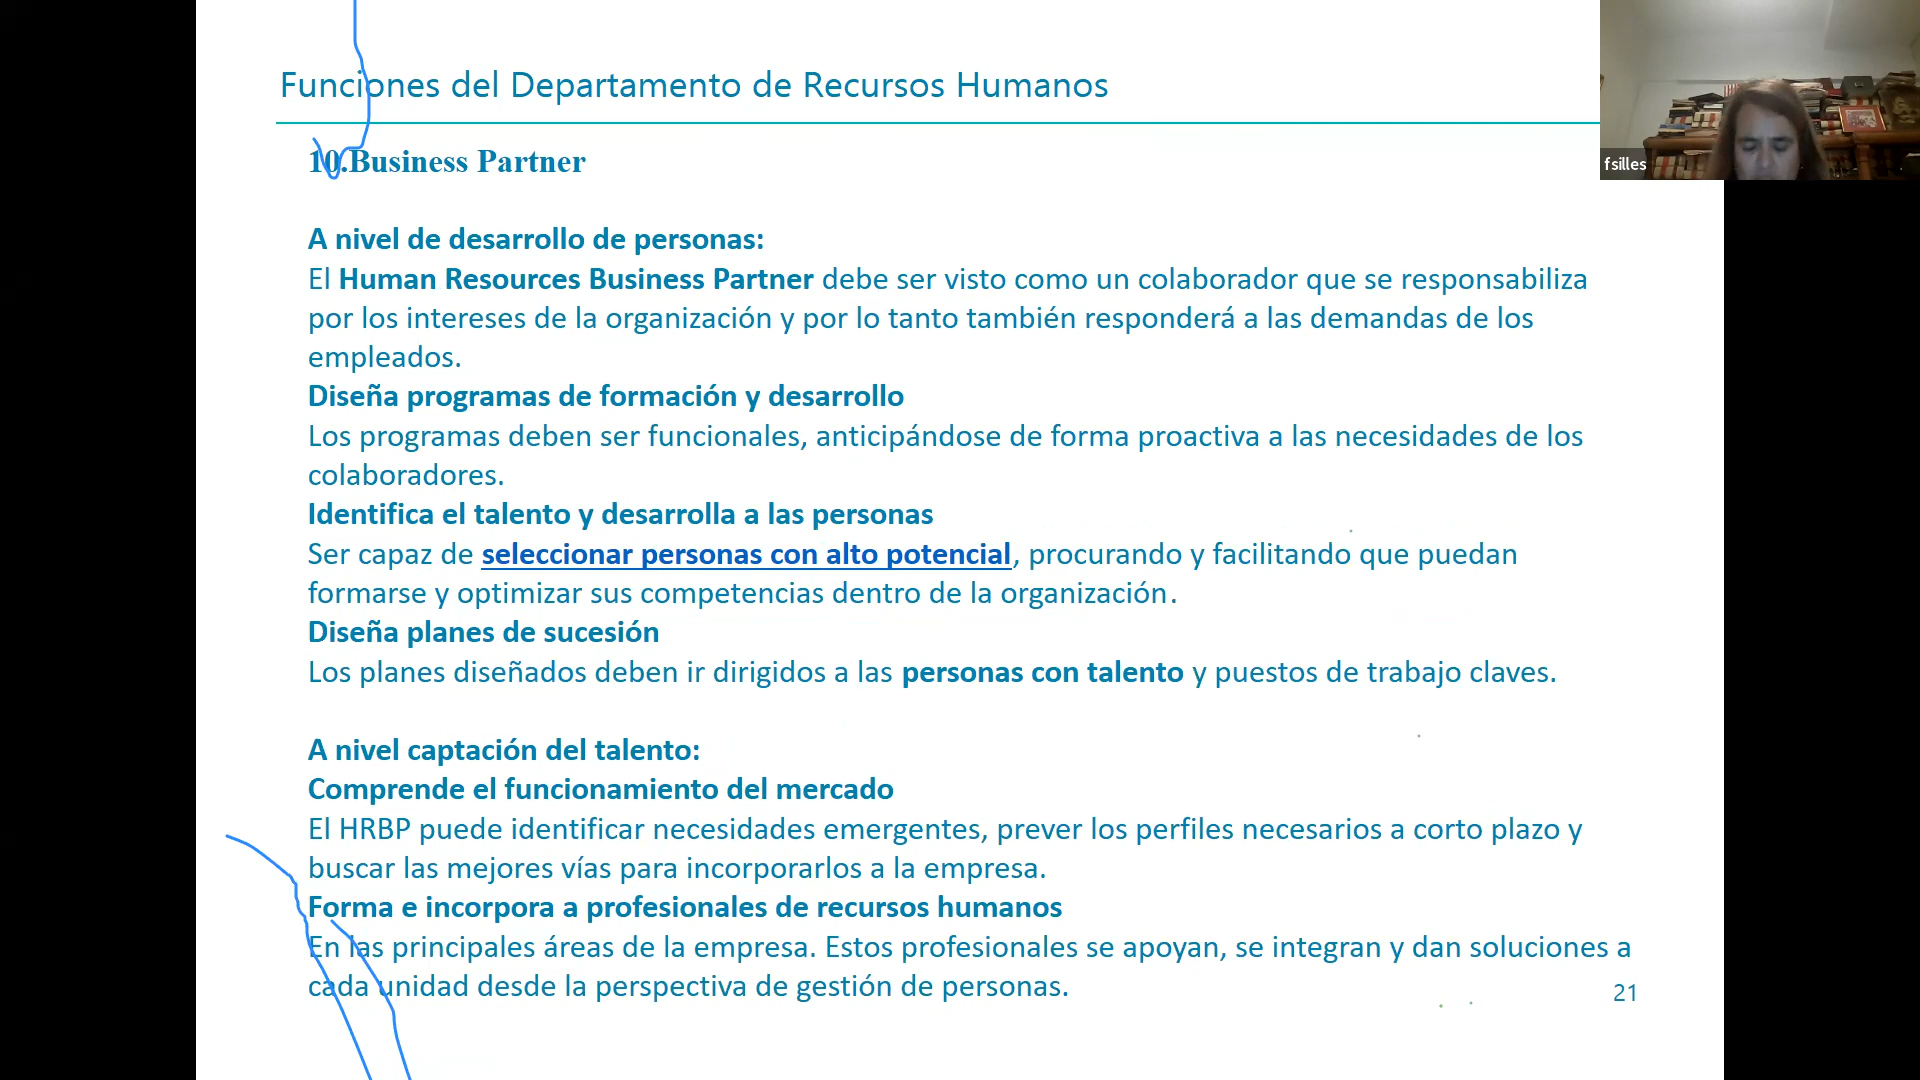 Funciones del Departamento de Recursos Humanos
fsilles
10.Business Partner
A nivel de desarrollo de personas:
El Human Resources Business Partner debe ser visto como un colaborador que se responsabiliza
por los intereses de la organización y por lo tanto también responderá a las demandas de los
empleados.
Diseña programas de formación y desarrollo
Los programas deben ser funcionales, anticipándose de forma proactiva a las necesidades de los
colaboradores.
Identifica el talento y desarrolla a las personas
Ser capaz de seleccionar personas con alto potencial, procurando y facilitando que puedan
formarse y optimizar sus competencias dentro de la organización.
Diseña planes de sucesión
Los planes diseñados deben ir dirigidos a las personas con talento y puestos de trabajo claves.
A nivel captación del talento:
Comprende el funcionamiento del mercado
El HRBP puede identificar necesidades emergentes, prever los perfiles necesarios a corto plazo y
buscar las mejores vías para incorporarlos a la empresa.
Forma e incorpora a profesionales de recursos humanos
En las principales áreas de la empresa. Estos profesionales se apoyan, se integran y dan soluciones a
cada unidad desde la perspectiva de gestión de personas.
21